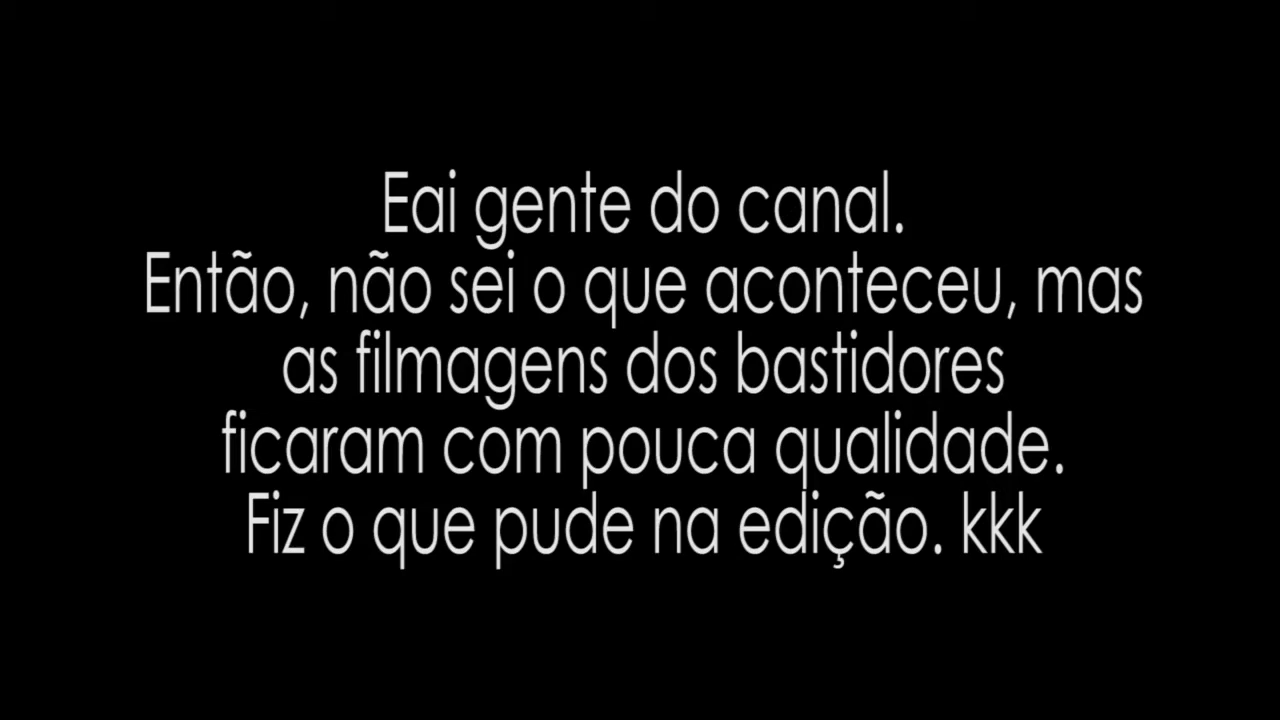 Eai gente do canal.
Então, não sei o que aconteceu, mas
as filmagens dos bastidores
ficaram com pouca qualidade.
Fiz o que pude na edição. kkk